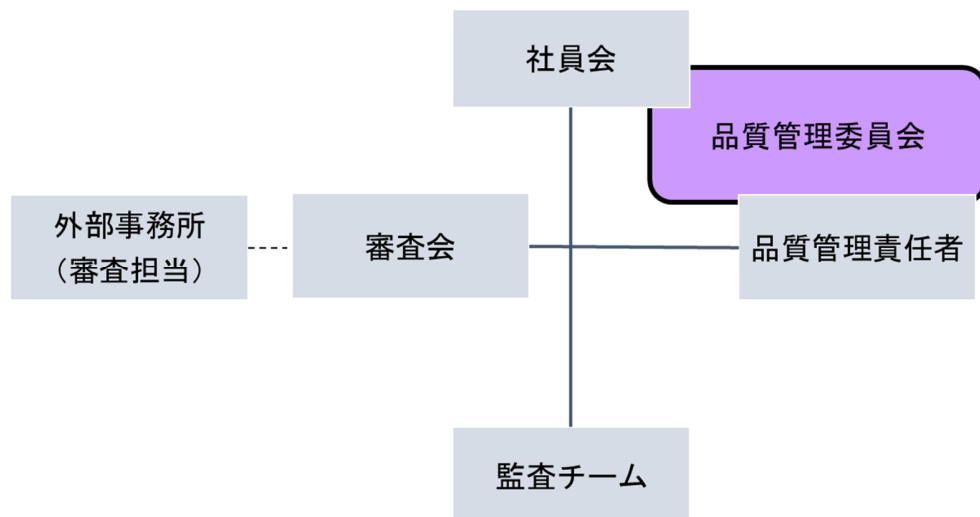 社員会
品質管理委員会
外部事務所
（審査担当）
審査会
品質管理責任者
監査チーム